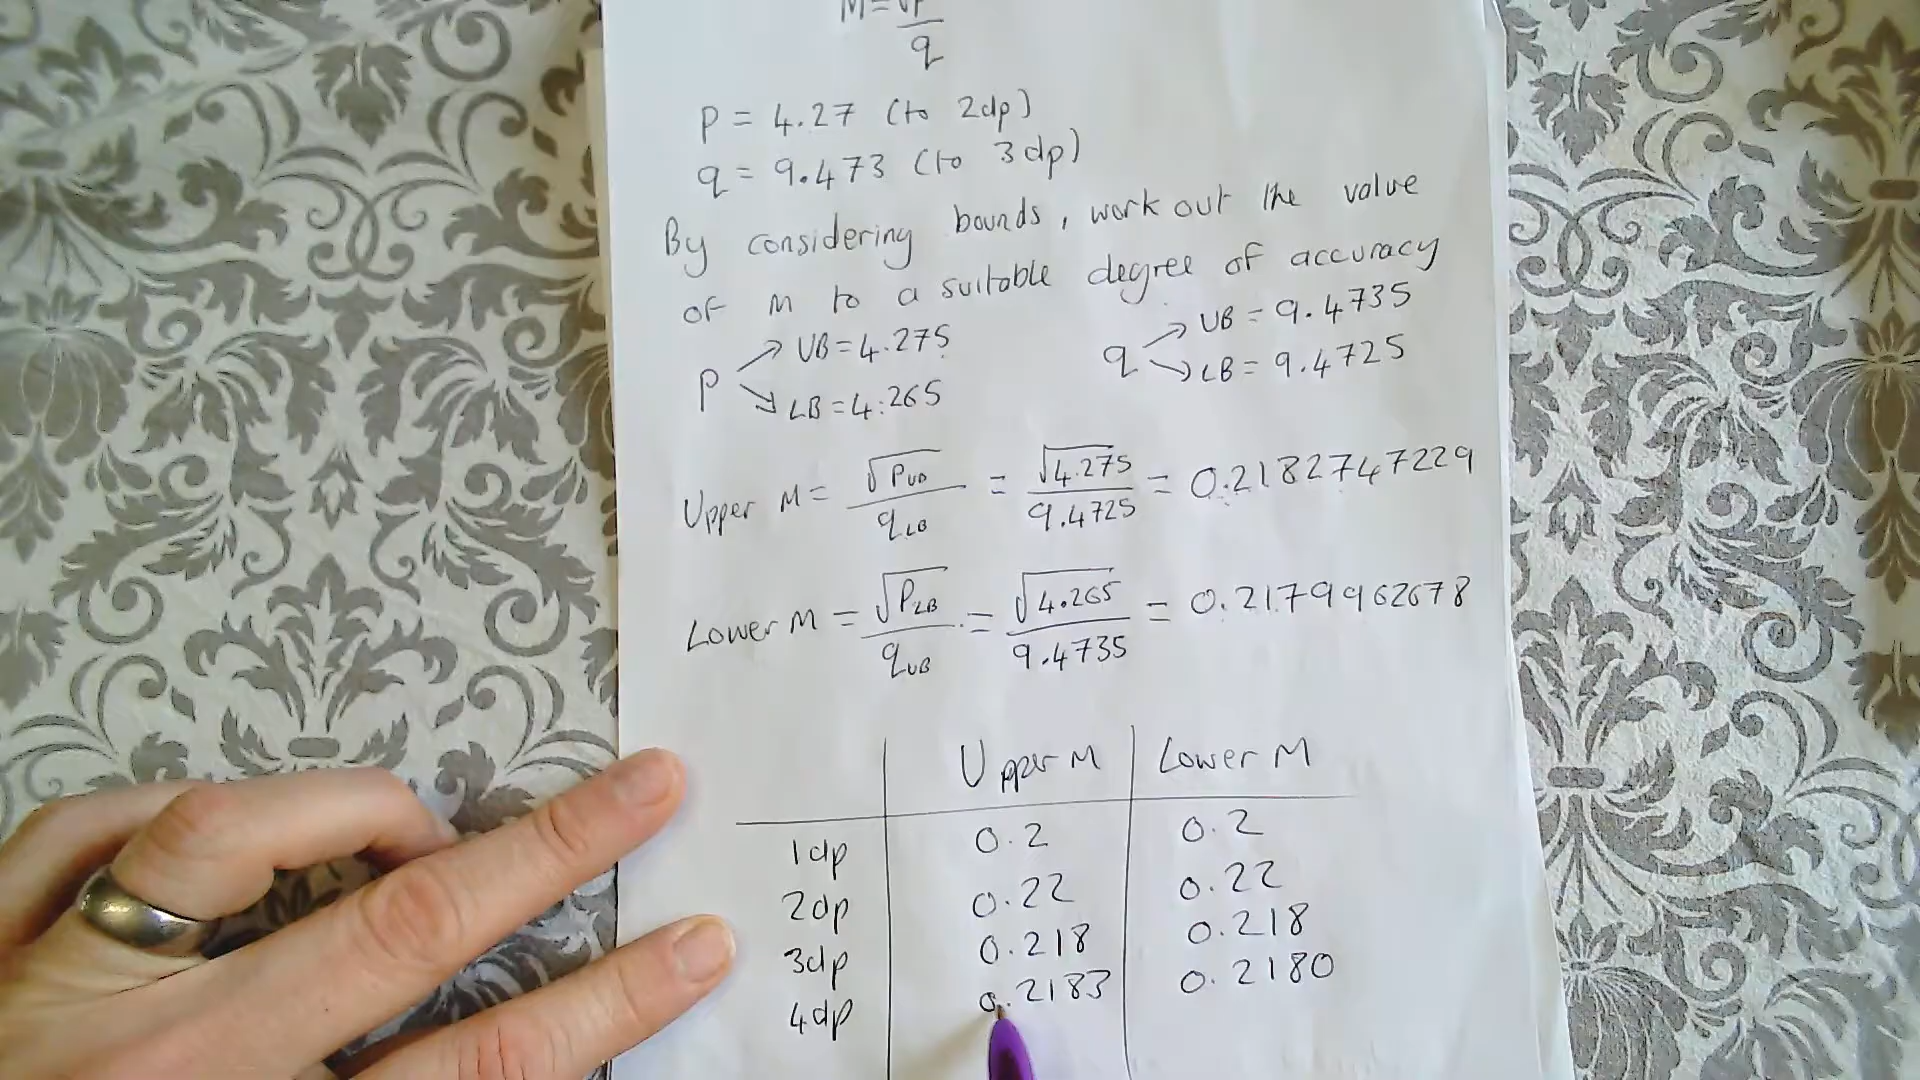 M = √P
q
P = 4.27 (to 2dp)
q = 9.473 (to 3dp)
By considering bounds, work out the value
of M to a suitable degree of accuracy
P → UB = 4.275
→ LB = 4.265
q → UB = 9.4735
→ LB = 9.4725
Upper M = √P_UB / q_LB = √4.275 / 9.4725 = 0.2182747229
Lower M = √P_LB / q_UB = √4.265 / 9.4735 = 0.2179962678
Upper M Lower M
1dp 0.2 0.2
2dp 0.22 0.22
3dp 0.218 0.218
4dp 0.2183 0.2180